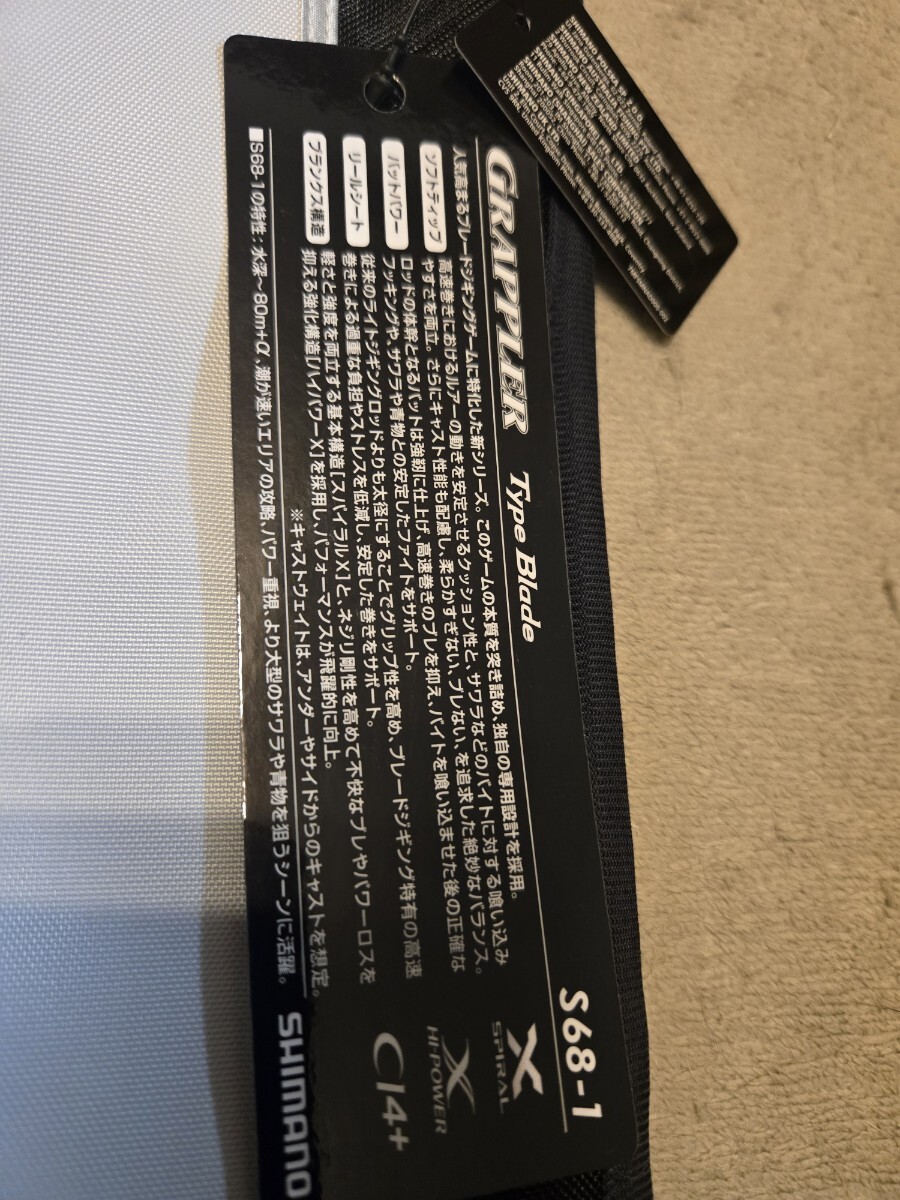 GRAPPLER Type Blade S68-1
人気高まるブレードジギングゲームに特化した新シリーズ。このゲームの本質を突き詰め、独自の専用設計を採用。
ソフトティップ 高速巻きにおけるルアーの動きを安定させるクッション性と、サワラなどのバイトに対する喰い込み
やすさを両立。さらにキャスト性能も配慮し、柔らかすぎない、ブレない、を追求した絶妙なバランス。
バットパワー ロッドの体幹となるバットは強靭に仕上げ、高速巻きのブレを抑え、バイトを喰い込ませた後の正確な
フッキングや、サワラや青物との安定したファイトをサポート。
リールシート 従来のライトジギングロッドよりも太径にすることでグリップ性を高め、ブレードジギング特有の高速
巻きによる過重な負担やストレスを低減し、安定した巻きをサポート。
ブランクス構造 軽さと強度を両立する基本構造[スパイラルX]と、ネジリ剛性を高めて不快なブレやパワーロスを
抑える強化構造[ハイパワーX]を採用し、パフォーマンスが飛躍的に向上。
※キャストウェイトは、アンダーやサイドからのキャストを想定。
■S68-1の特性：水深～80m+α、潮が速いエリアの攻略、パワー重視、より大型のサワラや青物を狙うシーンに活躍。
X SPIRAL
X HI-POWER
CI4+
SHIMANO